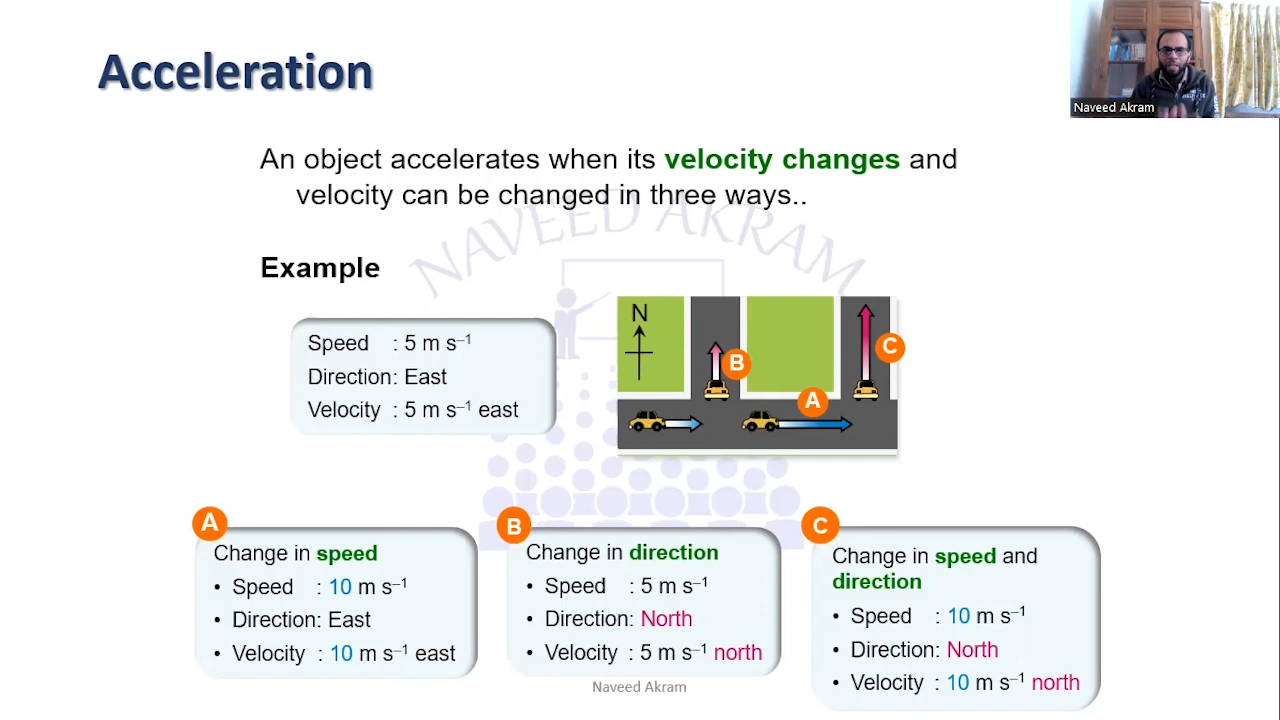 Acceleration
Naveed Akram
An object accelerates when its velocity changes and
velocity can be changed in three ways..
NAVEED AKRAM
Example
Speed : 5 m s⁻¹
Direction: East
Velocity : 5 m s⁻¹ east
N
B
C
A
A
Change in speed
• Speed : 10 m s⁻¹
• Direction: East
• Velocity : 10 m s⁻¹ east
B
Change in direction
• Speed : 5 m s⁻¹
• Direction: North
• Velocity : 5 m s⁻¹ north
C
Change in speed and
direction
• Speed : 10 m s⁻¹
• Direction: North
• Velocity : 10 m s⁻¹ north
Naveed Akram